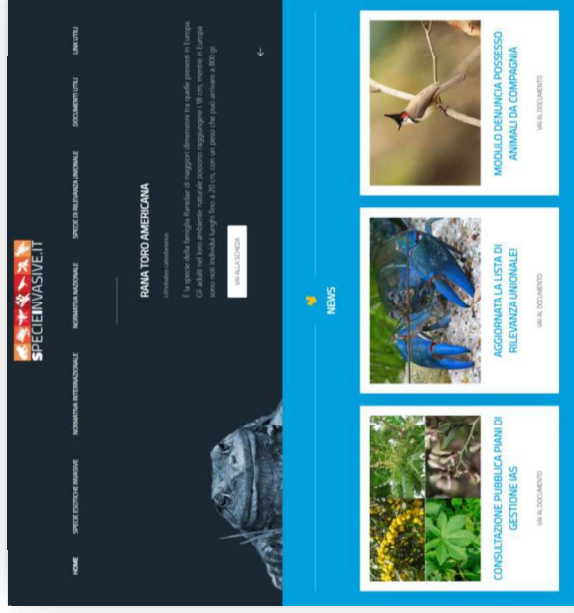 SPECIEINVASIVE.IT
HOME SPECIE ESOTICHE INVASIVE NORMATIVA INTERNAZIONALE NORMATIVA NAZIONALE SPECIE DI RILEVANZA UNIONALE DOCUMENTI UTILI LINK UTILI
RANA TORO AMERICANA
Lithobates catesbeianus
È la specie della famiglia Ranidae di maggiori dimensioni tra quelle presenti in Europa.
Gli adulti nel loro ambiente naturale possono raggiungere i 18 cm, mentre in Europa
sono noti individui lunghi fino a 20 cm, con un peso che può arrivare a 800 gr.
VAI ALLA SCHEDA
NEWS
CONSULTAZIONE PUBBLICA PIANI DI
GESTIONE IAS
VAI AL DOCUMENTO
AGGIORNATA LA LISTA DI
RILEVANZA UNIONALE!
VAI AL DOCUMENTO
MODULO DENUNCIA POSSESSO
ANIMALI DA COMPAGNIA
VAI AL DOCUMENTO